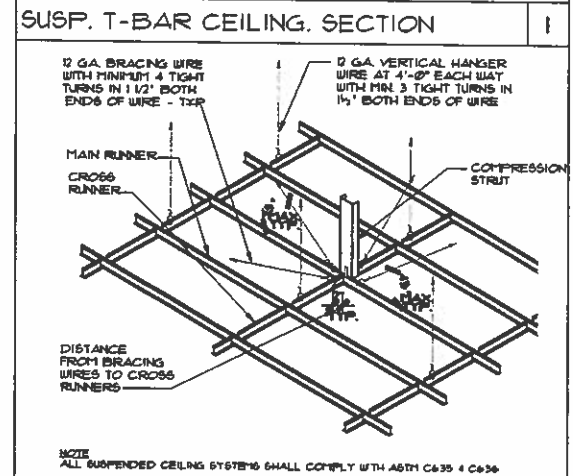 SUSP. T-BAR CEILING. SECTION 1
12 GA. BRACING WIRE
WITH MINIMUM 4 TIGHT
TURNS IN 1 1/2" BOTH
ENDS OF WIRE - TYP.
12 GA. VERTICAL HANGER
WIRE AT 4'-0" EACH WAY
WITH MIN. 3 TIGHT TURNS IN
1½" BOTH ENDS OF WIRE
MAIN RUNNER
CROSS
RUNNER
COMPRESSION
STRUT
MAX
TYP.
MAX
TYP.
TYP.
DISTANCE
FROM BRACING
WIRES TO CROSS
RUNNERS
NOTE
ALL SUSPENDED CEILING SYSTEMS SHALL COMPLY WITH ASTM C635 & C636